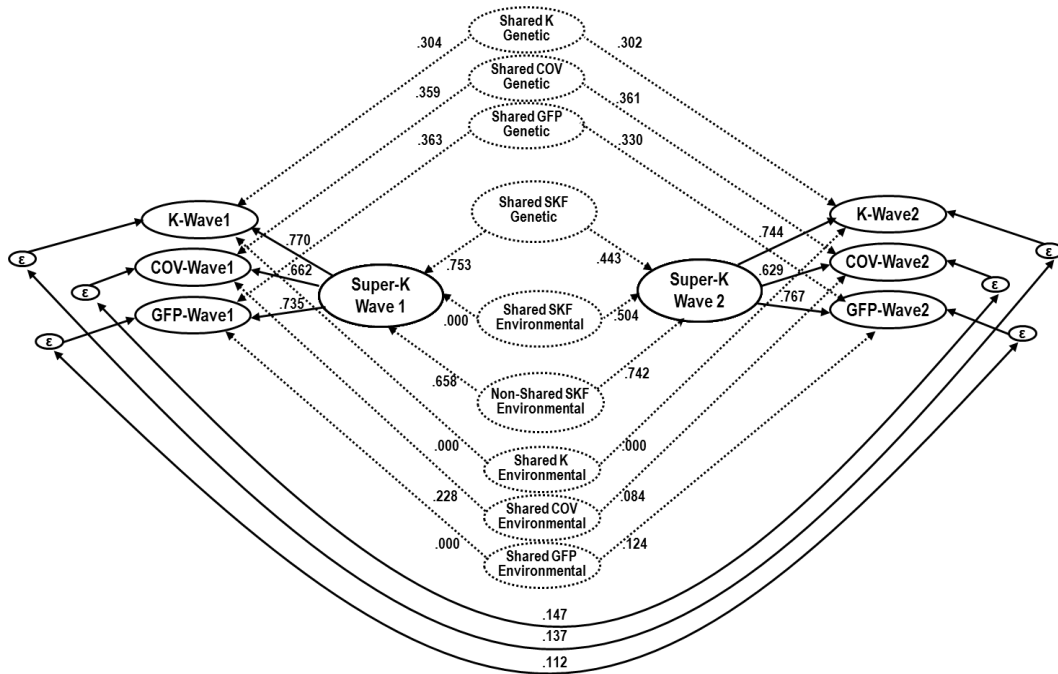 Shared K
Genetic
.304
.302
Shared COV
Genetic
.359
.361
Shared GFP
Genetic
.363
.330
K-Wave1
Shared SKF
Genetic
K-Wave2
.770
.744
ε
ε
COV-Wave1
.662
.753
.443
.629
COV-Wave2
Super-K
Wave 1
Super-K
Wave 2
ε
ε
GFP-Wave1
.735
.000
Shared SKF
Environmental
.504
.767
GFP-Wave2
ε
ε
.658
.742
Non-Shared SKF
Environmental
.000
.000
Shared K
Environmental
.228
.084
Shared COV
Environmental
.000
.124
Shared GFP
Environmental
.147
.137
.112